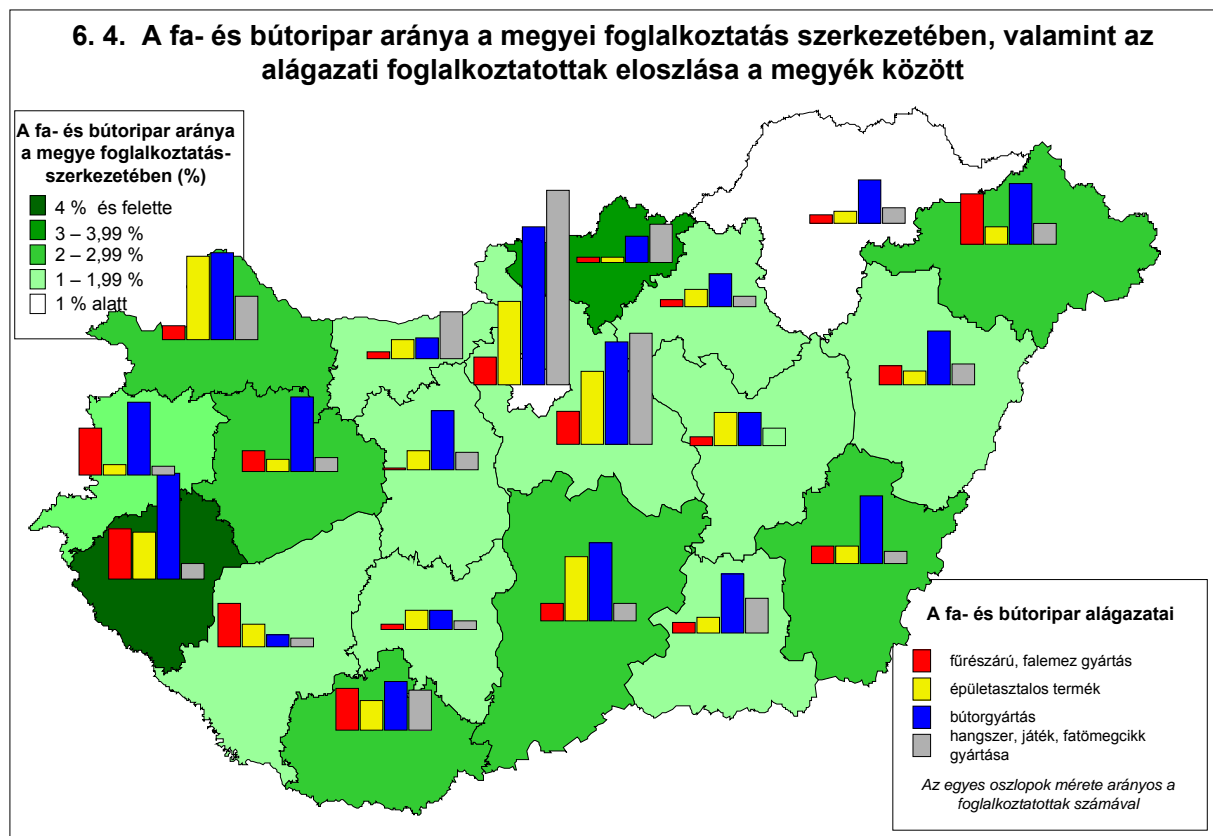 6. 4. A fa- és bútoripar aránya a megyei foglalkoztatás szerkezetében, valamint az
alágazati foglalkoztatottak eloszlása a megyék között
A fa- és bútoripar aránya
a megye foglalkoztatás-
szerkezetében (%)
4 % és felette
3 – 3,99 %
2 – 2,99 %
1 – 1,99 %
1 % alatt
A fa- és bútoripar alágazatai
fűrészárú, falemez gyártás
épületasztalos termék
bútorgyártás
hangszer, játék, fatömegcikk
gyártása
Az egyes oszlopok mérete arányos a
foglalkoztatottak számával